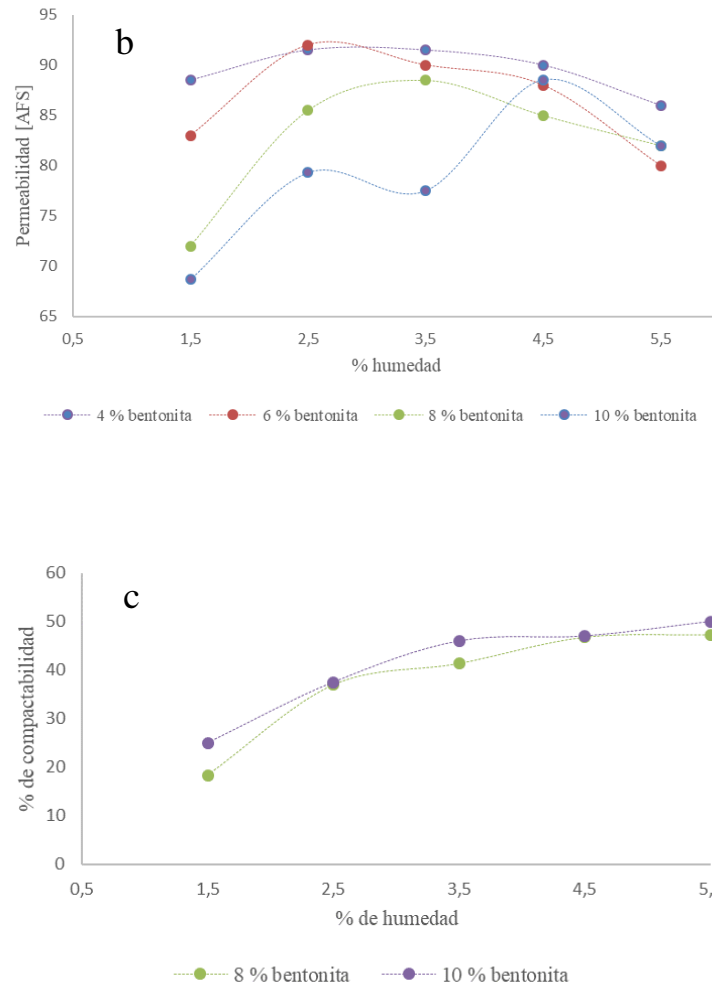 b
Permeabilidad [AFS]
95
90
85
80
75
70
65
0,5 1,5 2,5 3,5 4,5 5,5
% humedad
4 % bentonita 6 % bentonita 8 % bentonita 10 % bentonita
c
% de compactabilidad
60
50
40
30
20
10
0
0,5 1,5 2,5 3,5 4,5 5,
% de humedad
8 % bentonita 10 % bentonita